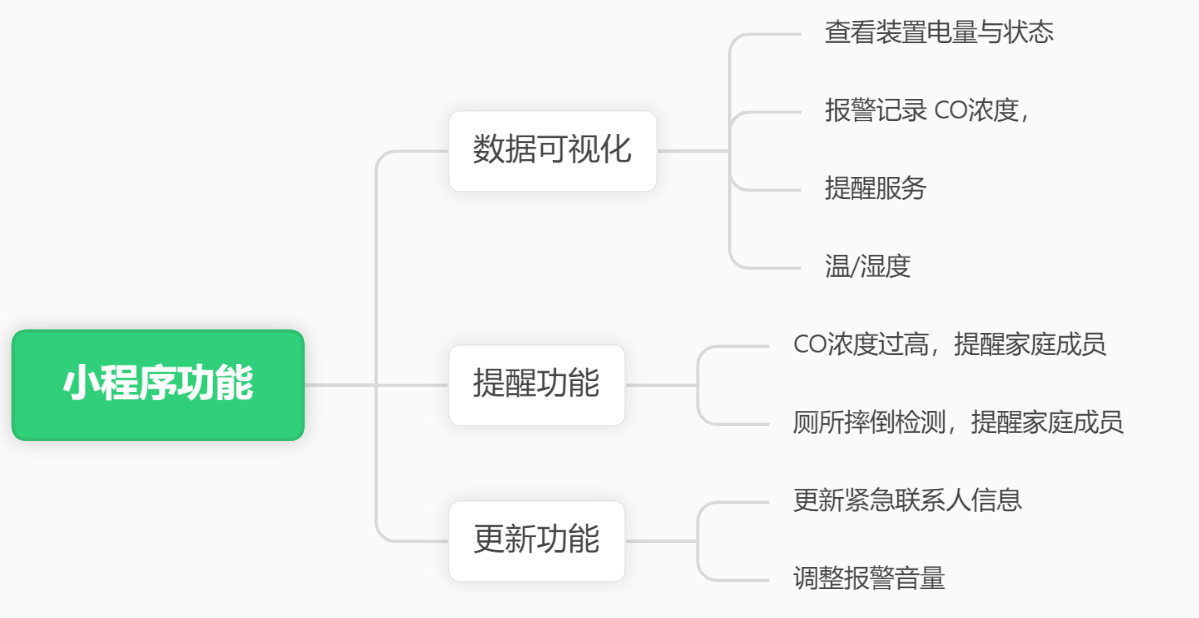 小程序功能
数据可视化
查看装置电量与状态
报警记录 CO浓度，
提醒服务
温/湿度
提醒功能
CO浓度过高，提醒家庭成员
厕所摔倒检测，提醒家庭成员
更新功能
更新紧急联系人信息
调整报警音量